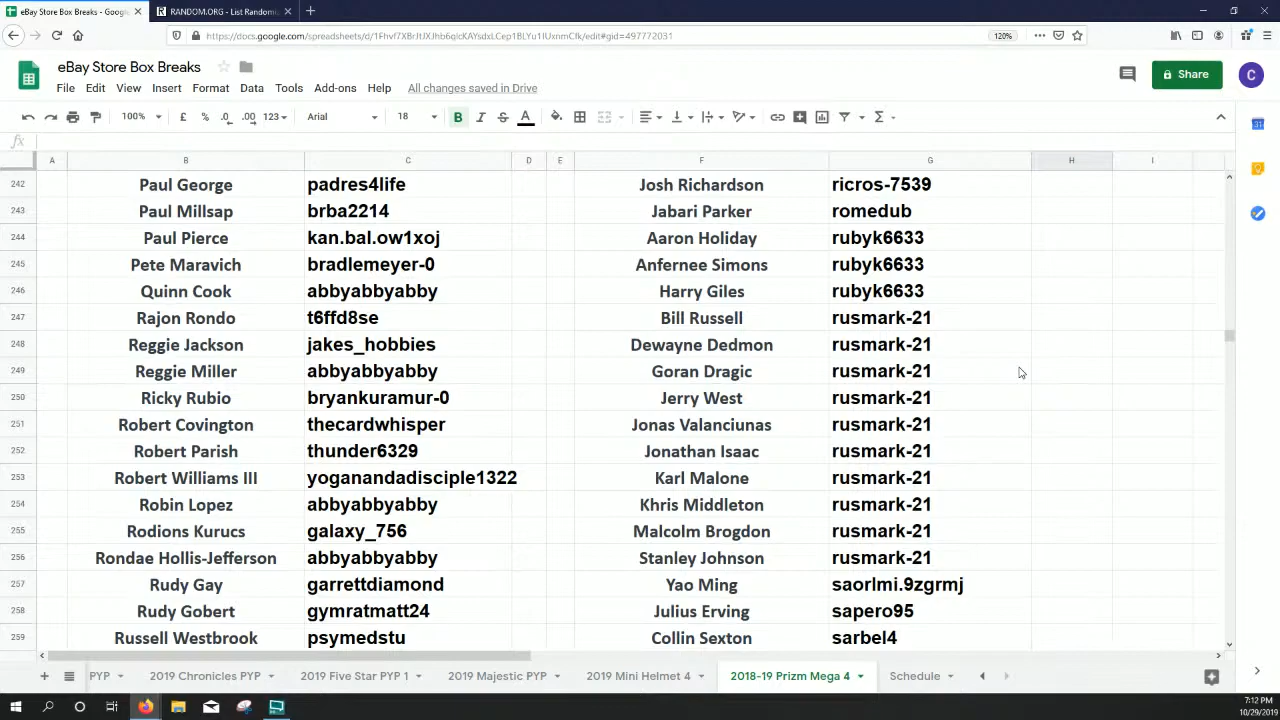 eBay Store Box Breaks - Google
RANDOM.ORG - List Randomi
120%
eBay Store Box Breaks
File Edit View Insert Format Data Tools Add-ons Help All changes saved in Drive
Share
C
100% £ % .0 .00 123 Arial 18 B I S A
fx
A B C D E F G H I
242 Paul George padres4life Josh Richardson ricros-7539
243 Paul Millsap brba2214 Jabari Parker romedub
244 Paul Pierce kan.bal.ow1xoj Aaron Holiday rubyk6633
245 Pete Maravich bradlemeyer-0 Anfernee Simons rubyk6633
246 Quinn Cook abbyabbyabby Harry Giles rubyk6633
247 Rajon Rondo t6ffd8se Bill Russell rusmark-21
248 Reggie Jackson jakes_hobbies Dewayne Dedmon rusmark-21
249 Reggie Miller abbyabbyabby Goran Dragic rusmark-21
250 Ricky Rubio bryankuramur-0 Jerry West rusmark-21
251 Robert Covington thecardwhisper Jonas Valanciunas rusmark-21
252 Robert Parish thunder6329 Jonathan Isaac rusmark-21
253 Robert Williams III yoganandadisciple1322 Karl Malone rusmark-21
254 Robin Lopez abbyabbyabby Khris Middleton rusmark-21
255 Rodions Kurucs galaxy_756 Malcolm Brogdon rusmark-21
256 Rondae Hollis-Jefferson abbyabbyabby Stanley Johnson rusmark-21
257 Rudy Gay garrettdiamond Yao Ming saorlmi.9zgrmj
258 Rudy Gobert gymratmatt24 Julius Erving sapero95
259 Russell Westbrook psymedstu Collin Sexton sarbel4
PYP 2019 Chronicles PYP 2019 Five Star PYP 1 2019 Majestic PYP 2019 Mini Helmet 4 2018-19 Prizm Mega 4 Schedule
7:12 PM
10/29/2019